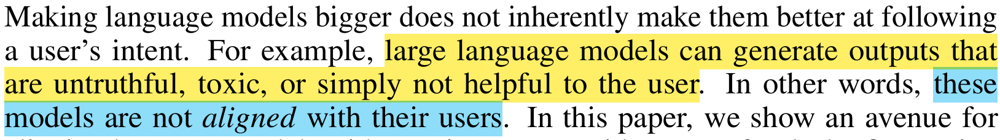 Making language models bigger does not inherently make them better at following
a user's intent. For example, large language models can generate outputs that
are untruthful, toxic, or simply not helpful to the user. In other words, these
models are not aligned with their users. In this paper, we show an avenue for